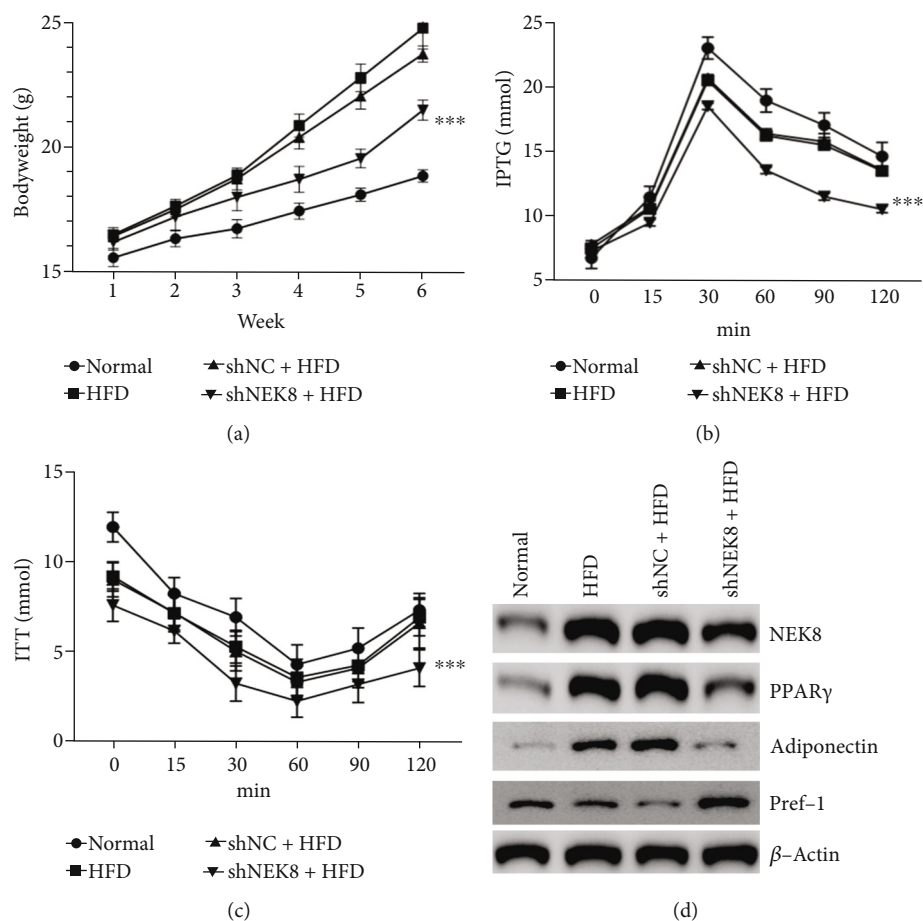 25
20
15
Bodyweight (g)
***
1 2 3 4 5 6
Week
Normal
shNC + HFD
HFD
shNEK8 + HFD
(a)
25
20
15
10
5
IPTG (mmol)
***
0 15 30 60 90 120
min
Normal
shNC + HFD
HFD
shNEK8 + HFD
(b)
15
10
5
0
ITT (mmol)
***
0 15 30 60 90 120
min
Normal
shNC + HFD
HFD
shNEK8 + HFD
(c)
Normal
HFD
shNC + HFD
shNEK8 + HFD
NEK8
PPARγ
Adiponectin
Pref–1
β–Actin
(d)